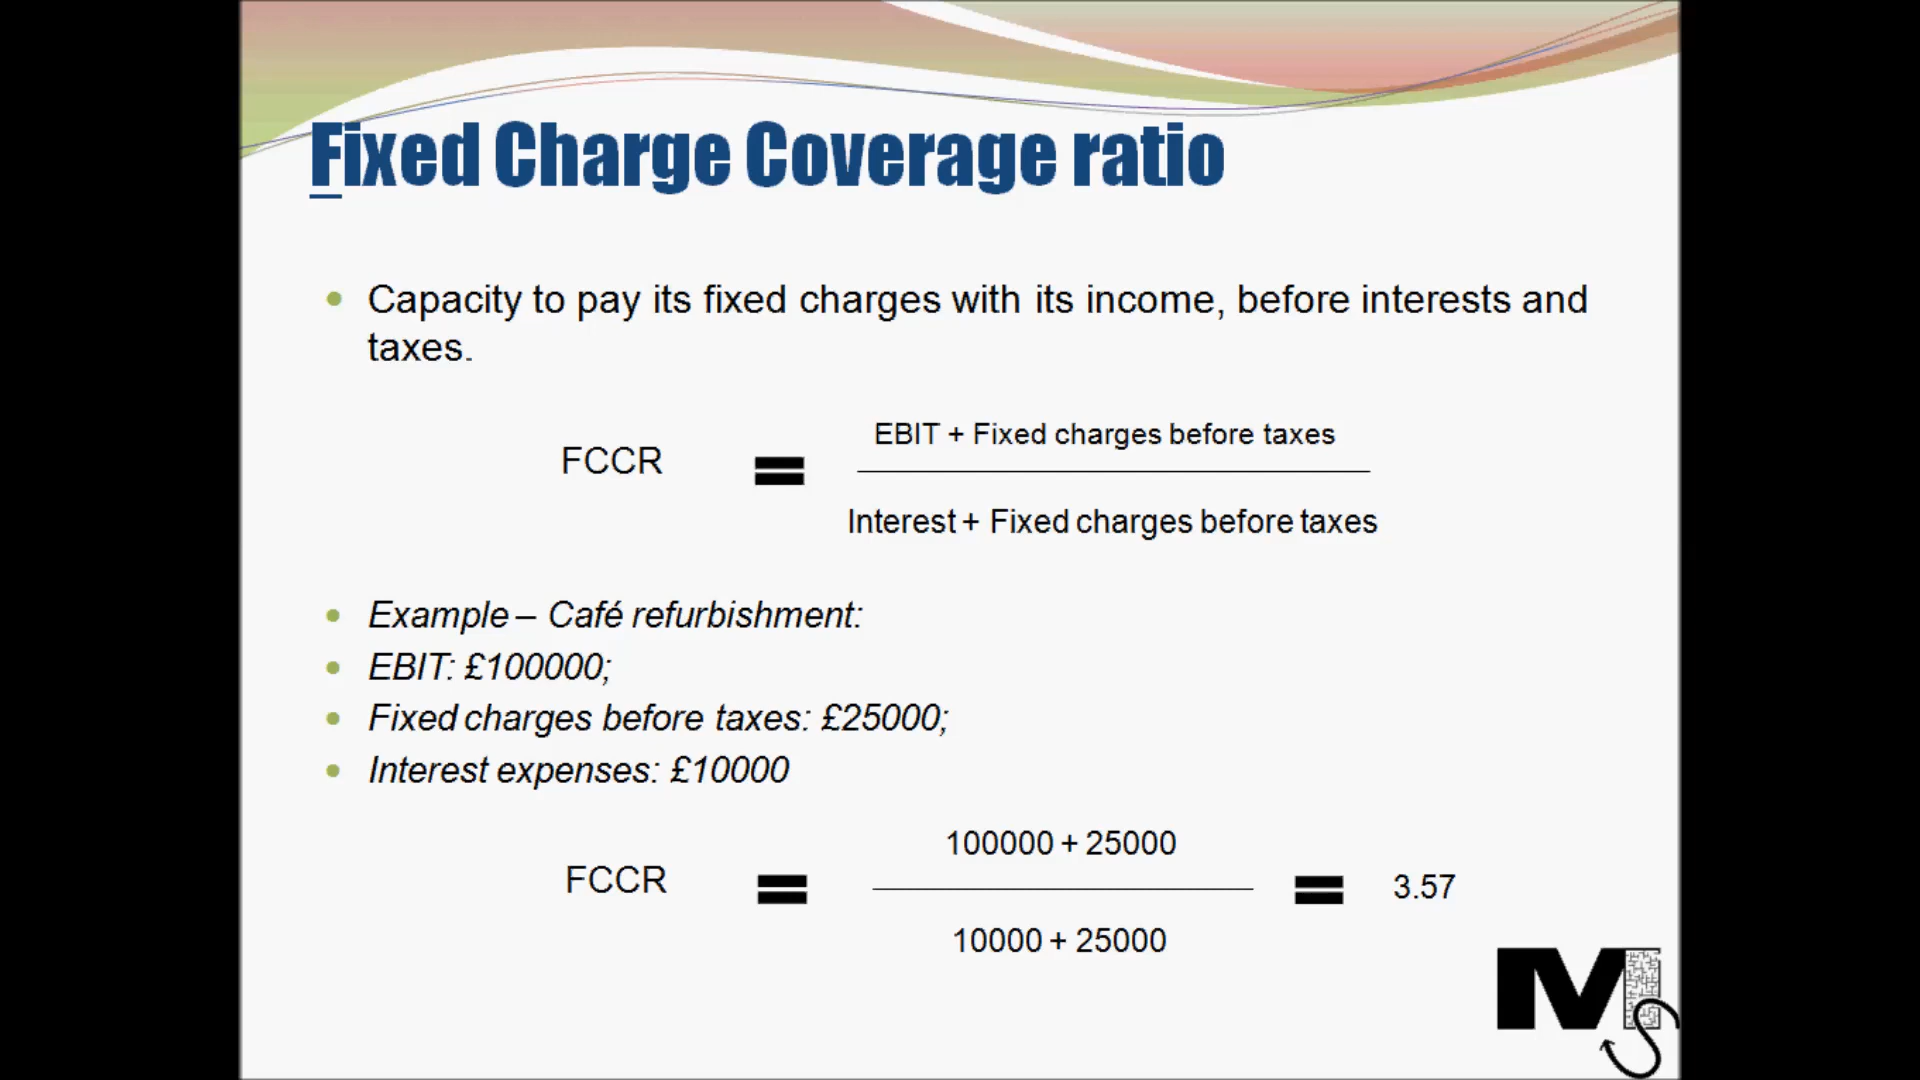 Fixed Charge Coverage ratio
Capacity to pay its fixed charges with its income, before interests and
taxes.
FCCR = EBIT + Fixed charges before taxes
Interest + Fixed charges before taxes
Example – Café refurbishment:
EBIT: £100000;
Fixed charges before taxes: £25000;
Interest expenses: £10000
100000 + 25000
FCCR = = 3.57
10000 + 25000
MS